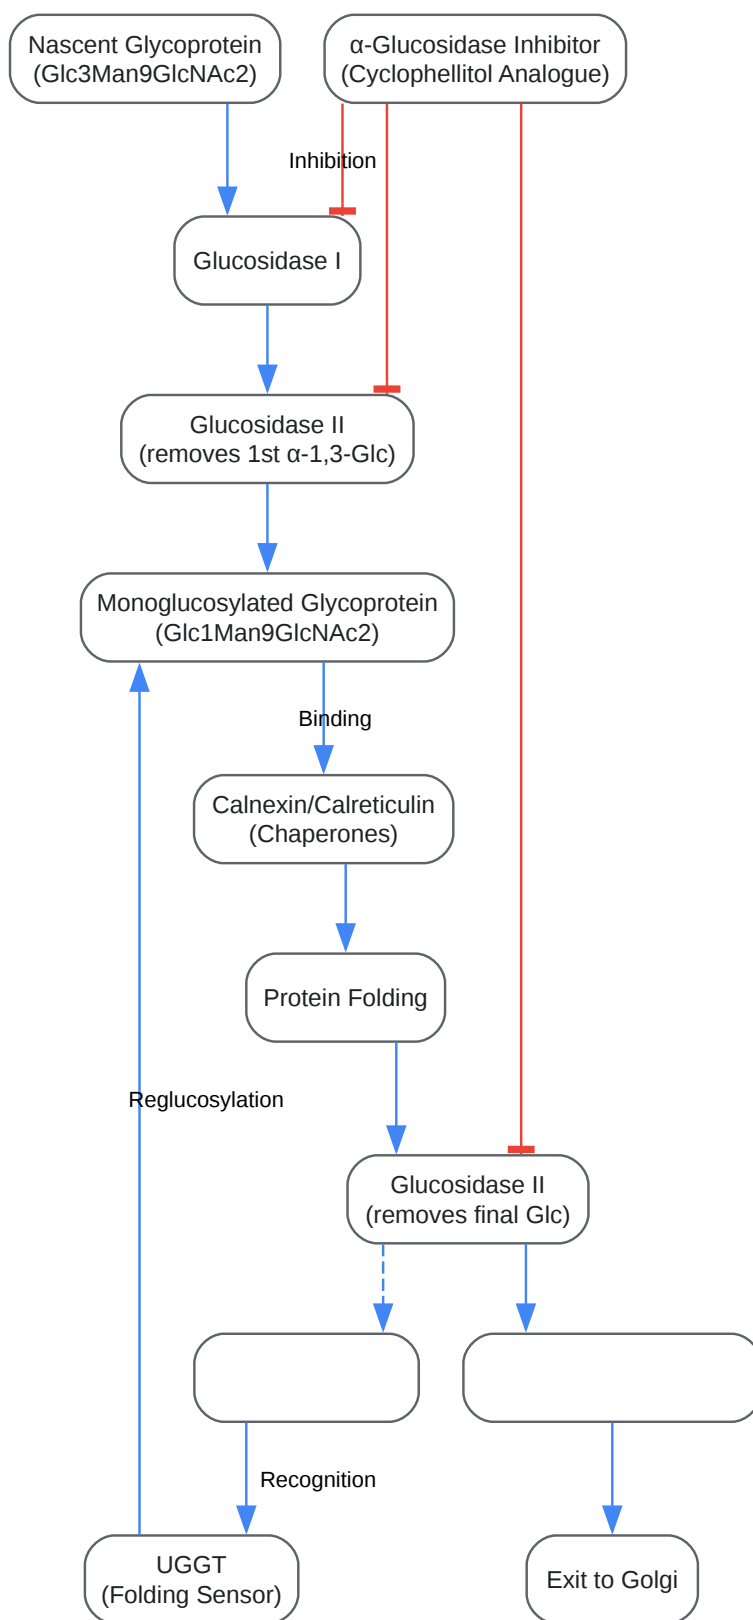 Nascent Glycoprotein
(Glc3Man9GlcNAc2)
α-Glucosidase Inhibitor
(Cyclophellitol Analogue)
Inhibition
Glucosidase I
Glucosidase II
(removes 1st α-1,3-Glc)
Monoglucosylated Glycoprotein
(Glc1Man9GlcNAc2)
Binding
Calnexin/Calreticulin
(Chaperones)
Protein Folding
Reglucosylation
Glucosidase II
(removes final Glc)
Recognition
UGGT
(Folding Sensor)
Exit to Golgi